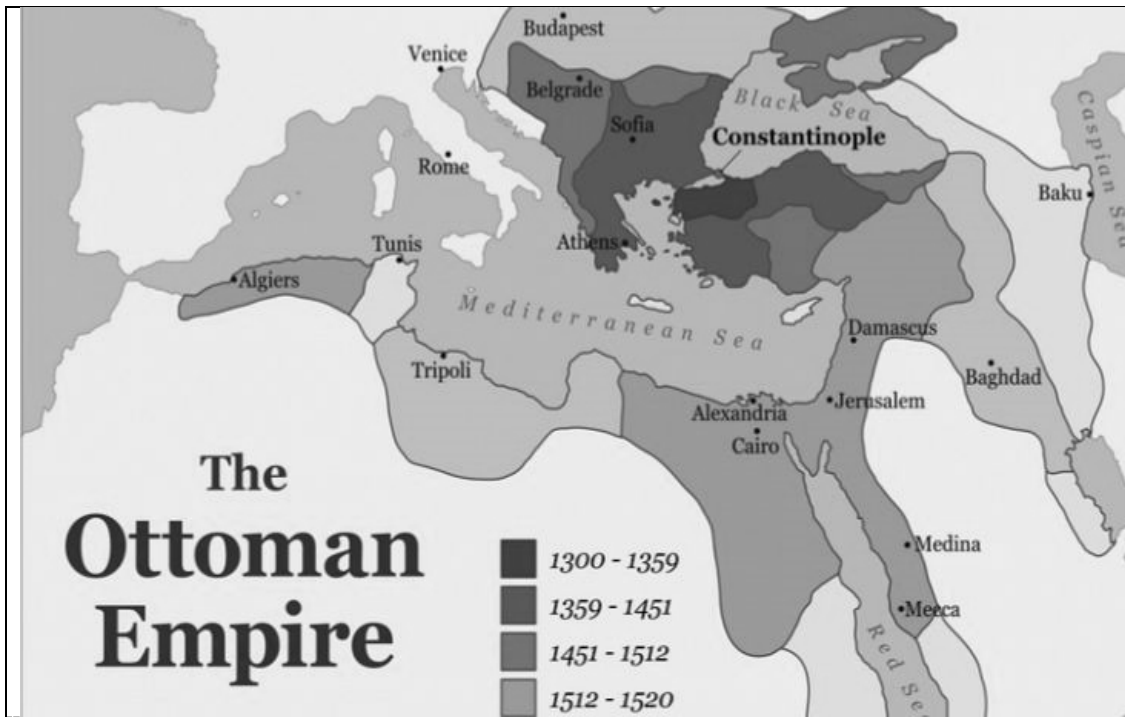 Budapest
Venice
Belgrade
Black Sea
Caspian Sea
Sofia
Constantinople
Rome
Baku
Tunis
Athens
Algiers
Mediterranean Sea
Damascus
Tripoli
Baghdad
Alexandria
Jerusalem
Cairo
The
Ottoman
Empire
1300 - 1359
Medina
1359 - 1451
Mecca
1451 - 1512
Red
1512 - 1520